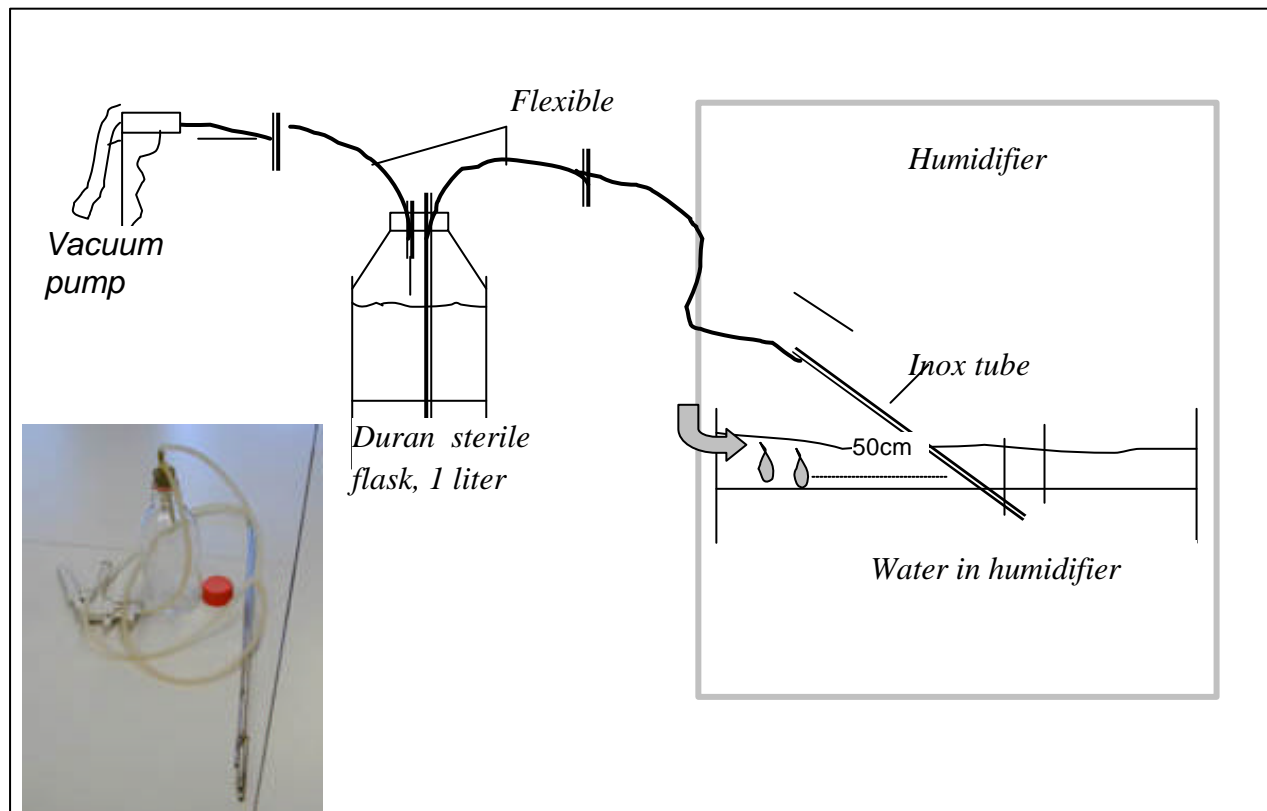 Flexible
Humidifier
Vacuum
pump
Inox tube
Duran sterile
flask, 1 liter
50cm
Water in humidifier